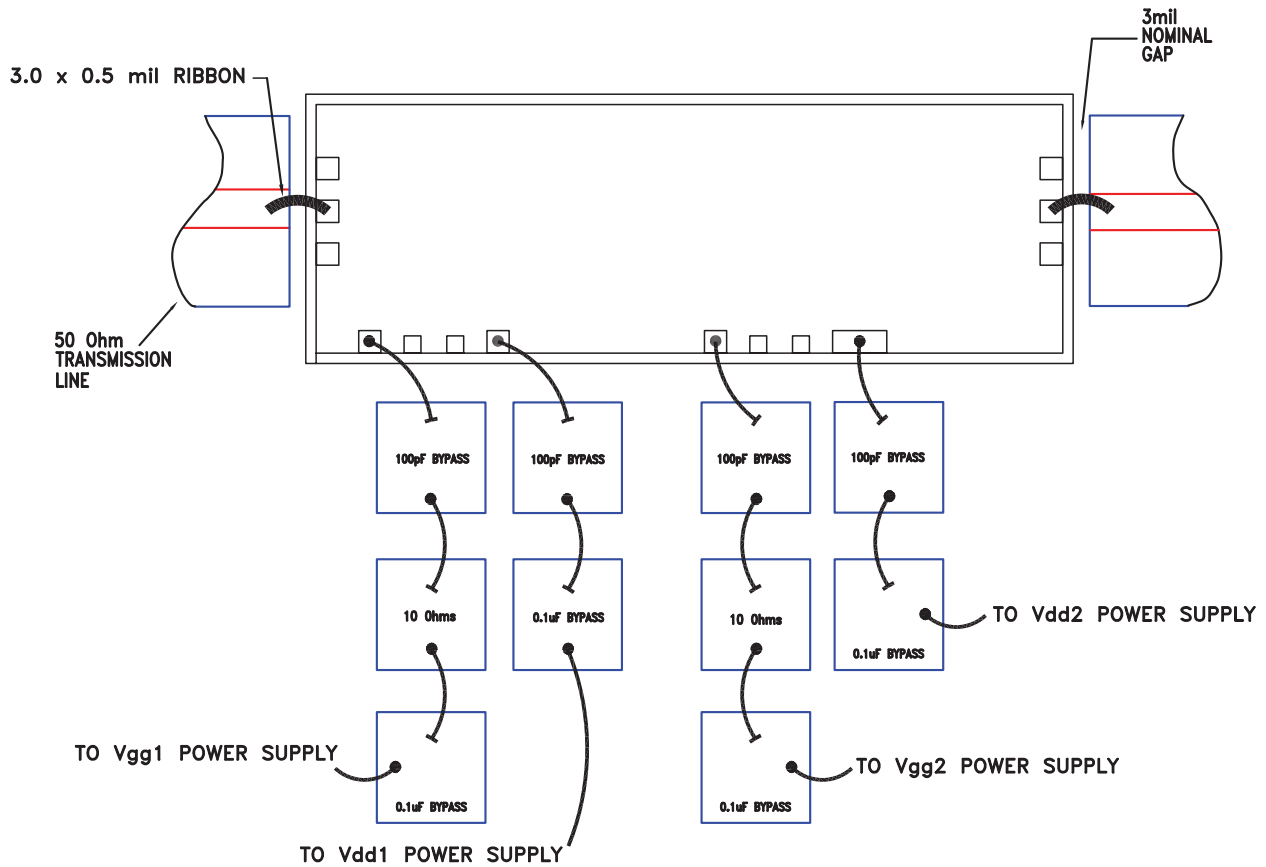 3mil
NOMINAL
GAP
3.0 x 0.5 mil RIBBON
50 Ohm
TRANSMISSION
LINE
100pF BYPASS
100pF BYPASS
100pF BYPASS
100pF BYPASS
10 Ohms
0.1uF BYPASS
10 Ohms
TO Vdd2 POWER SUPPLY
0.1uF BYPASS
TO Vgg1 POWER SUPPLY
TO Vgg2 POWER SUPPLY
0.1uF BYPASS
0.1uF BYPASS
TO Vdd1 POWER SUPPLY